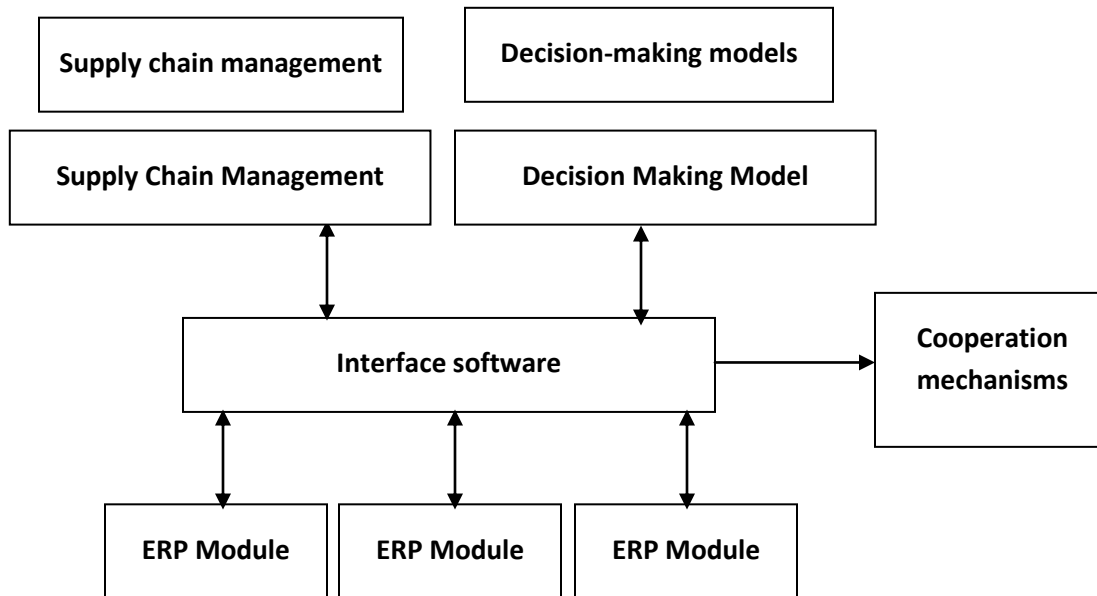 Supply chain management
Decision-making models
Supply Chain Management
Decision Making Model
Interface software
Cooperation
mechanisms
ERP Module
ERP Module
ERP Module